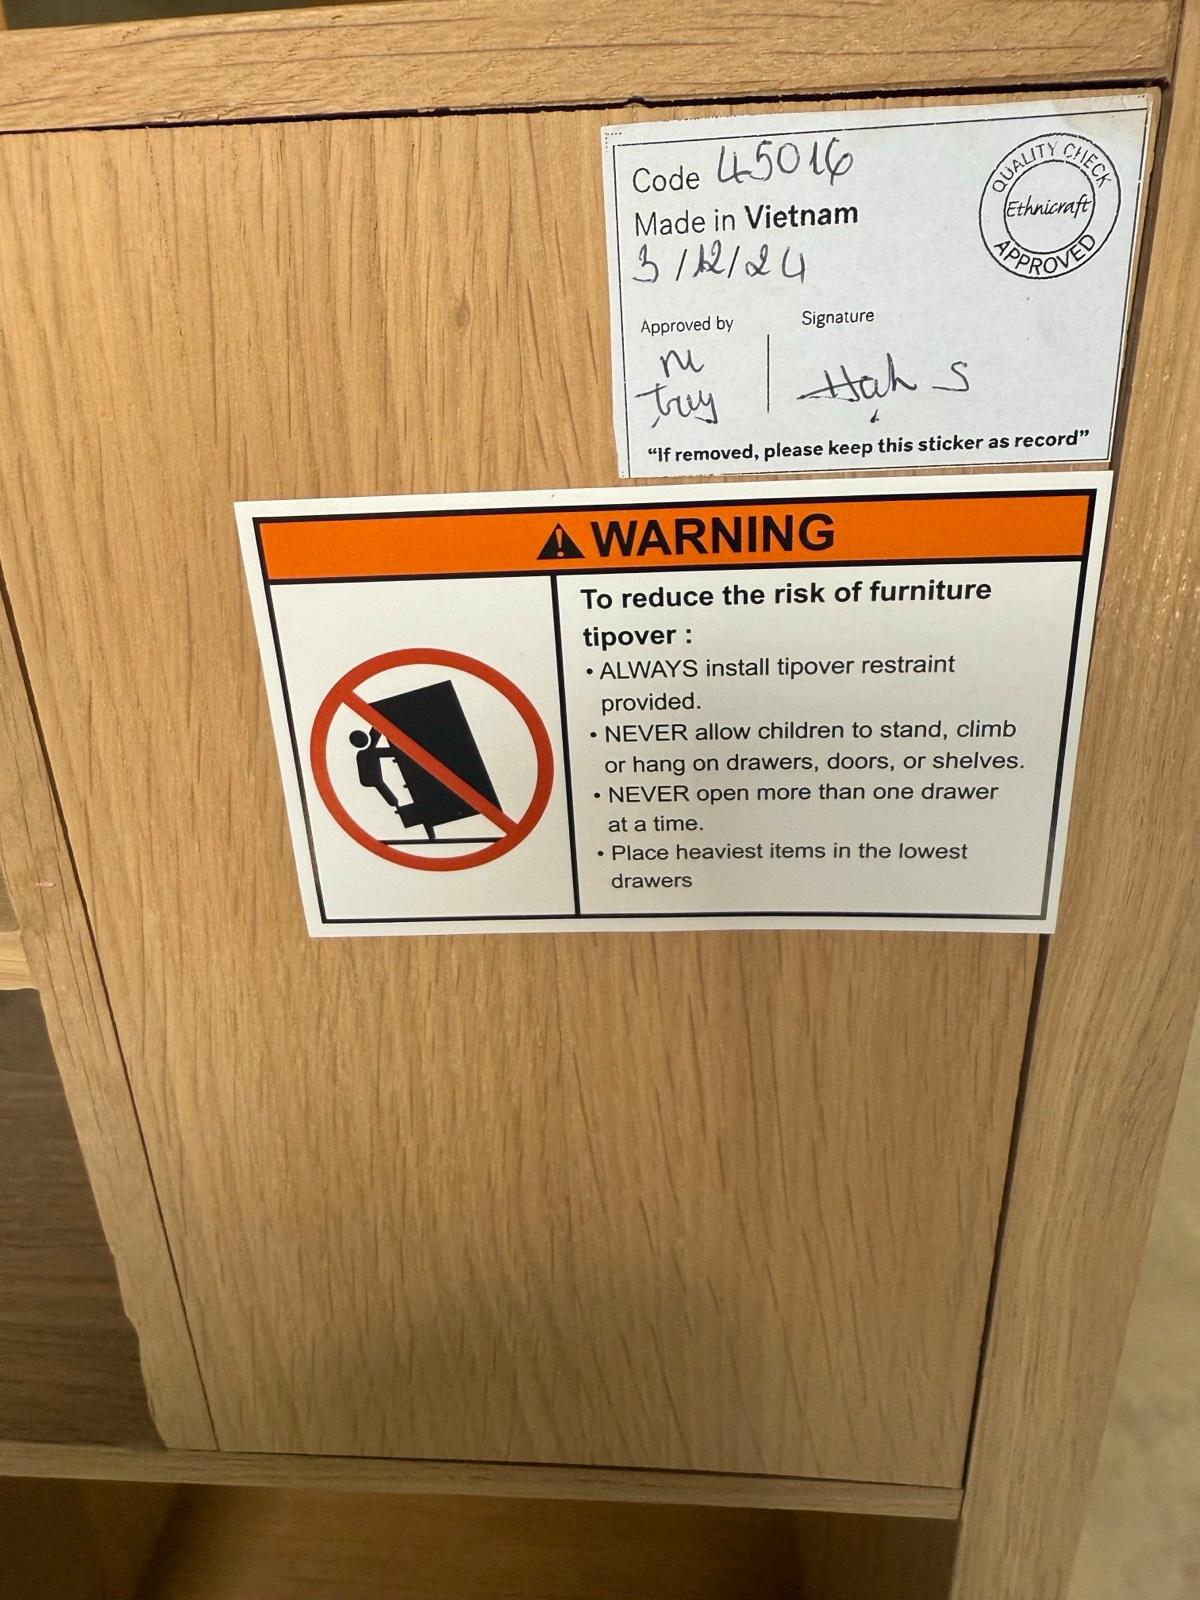 Code 45016
QUALITY CHECK
Ethnicraft
APPROVED
Made in Vietnam
3/12/24
Approved by
Signature
"If removed, please keep this sticker as record"
WARNING
To reduce the risk of furniture
tipover :
• ALWAYS install tipover restraint
provided.
• NEVER allow children to stand, climb
or hang on drawers, doors, or shelves.
• NEVER open more than one drawer
at a time.
• Place heaviest items in the lowest
drawers